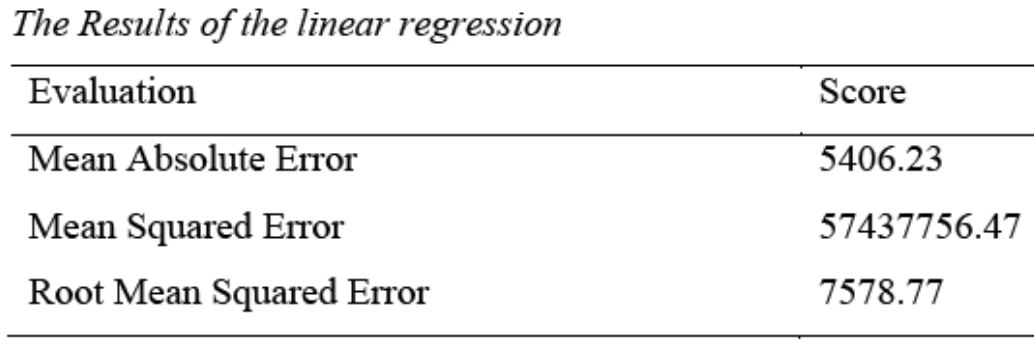 The Results of the linear regression
Evaluation Score
Mean Absolute Error 5406.23
Mean Squared Error 57437756.47
Root Mean Squared Error 7578.77